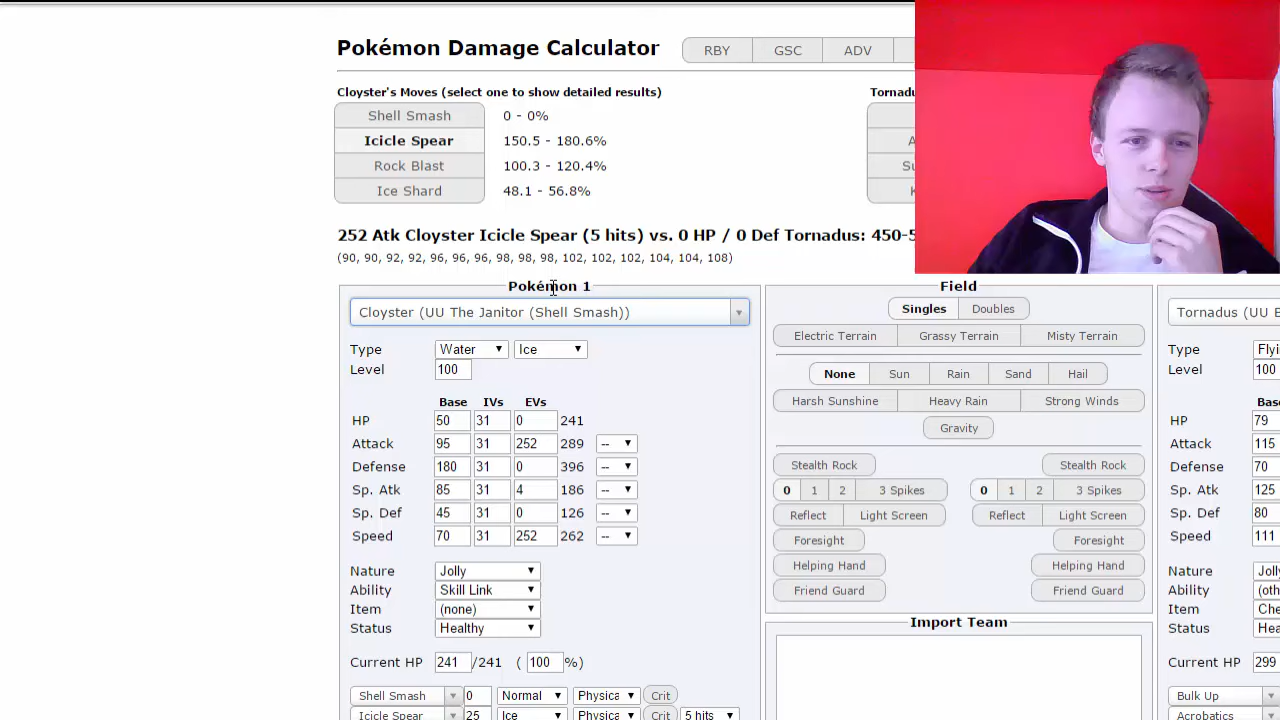 Pokémon Damage Calculator RBY GSC ADV
Cloyster's Moves (select one to show detailed results)
Shell Smash 0 - 0%
Icicle Spear 150.5 - 180.6%
Rock Blast 100.3 - 120.4%
Ice Shard 48.1 - 56.8%
252 Atk Cloyster Icicle Spear (5 hits) vs. 0 HP / 0 Def Tornadus: 450-5
(90, 90, 92, 92, 96, 96, 96, 98, 98, 98, 102, 102, 102, 104, 104, 108)
Pokémon 1
Cloyster (UU The Janitor (Shell Smash))
Type Water Ice
Level 100
Base IVs EVs
HP 50 31 0 241
Attack 95 31 252 289 --
Defense 180 31 0 396 --
Sp. Atk 85 31 4 186 --
Sp. Def 45 31 0 126 --
Speed 70 31 252 262 --
Nature Jolly
Ability Skill Link
Item (none)
Status Healthy
Current HP 241 /241 ( 100 %)
Shell Smash 0 Normal Physica Crit
Icicle Spear 25 Ice Physica Crit 5 hits
Field
Singles Doubles
Electric Terrain Grassy Terrain Misty Terrain
None Sun Rain Sand Hail
Harsh Sunshine Heavy Rain Strong Winds
Gravity
Stealth Rock Stealth Rock
0 1 2 3 Spikes 0 1 2 3 Spikes
Reflect Light Screen Reflect Light Screen
Foresight Foresight
Helping Hand Helping Hand
Friend Guard Friend Guard
Import Team
Tornadu
A
Su
K
Tornadus (UU B
Type Flyi
Level 100
Base
HP 79
Attack 115
Defense 70
Sp. Atk 125
Sp. Def 80
Speed 111
Nature Jolly
Ability (oth
Item Che
Status Hea
Current HP 299
Bulk Up
Acrobatics